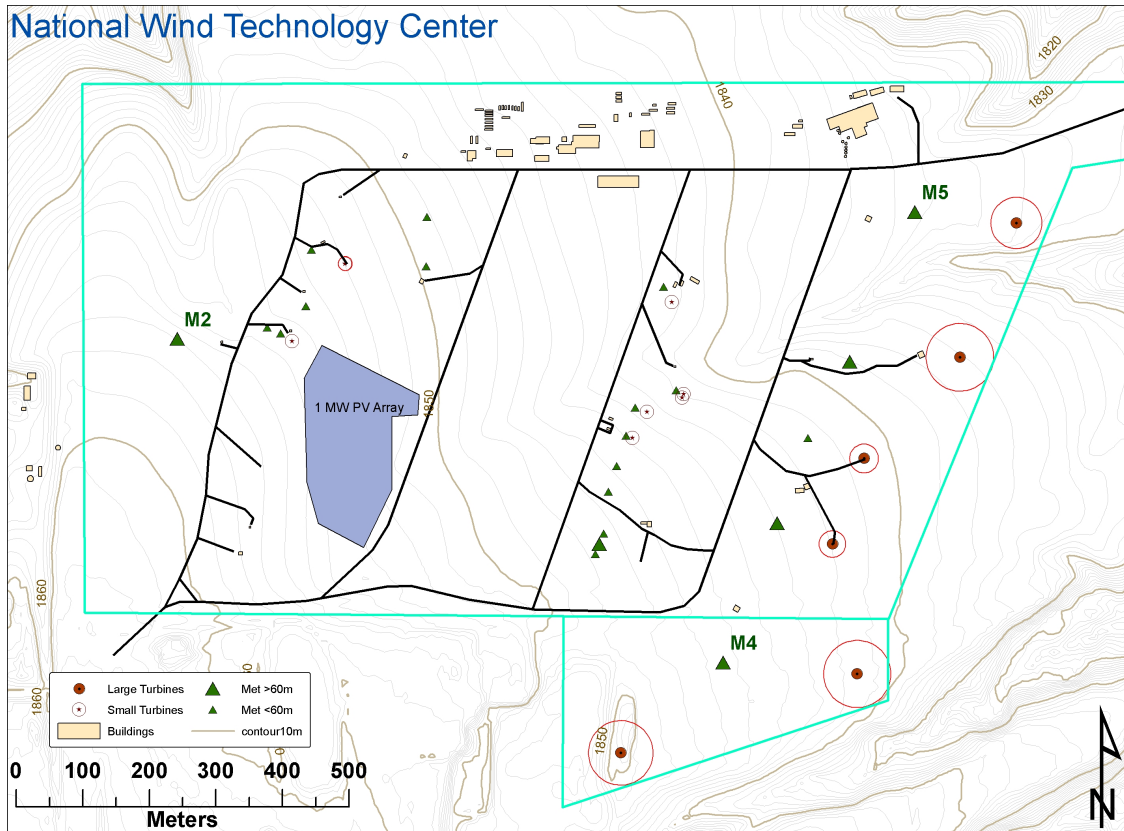 National Wind Technology Center
1820
1830
1840
M5
M2
1850
1 MW PV Array
1860
M4
1860
1850
Large Turbines
Met >60m
Small Turbines
Met <60m
Buildings
contour10m
0 100 200 300 400 500
Meters
N